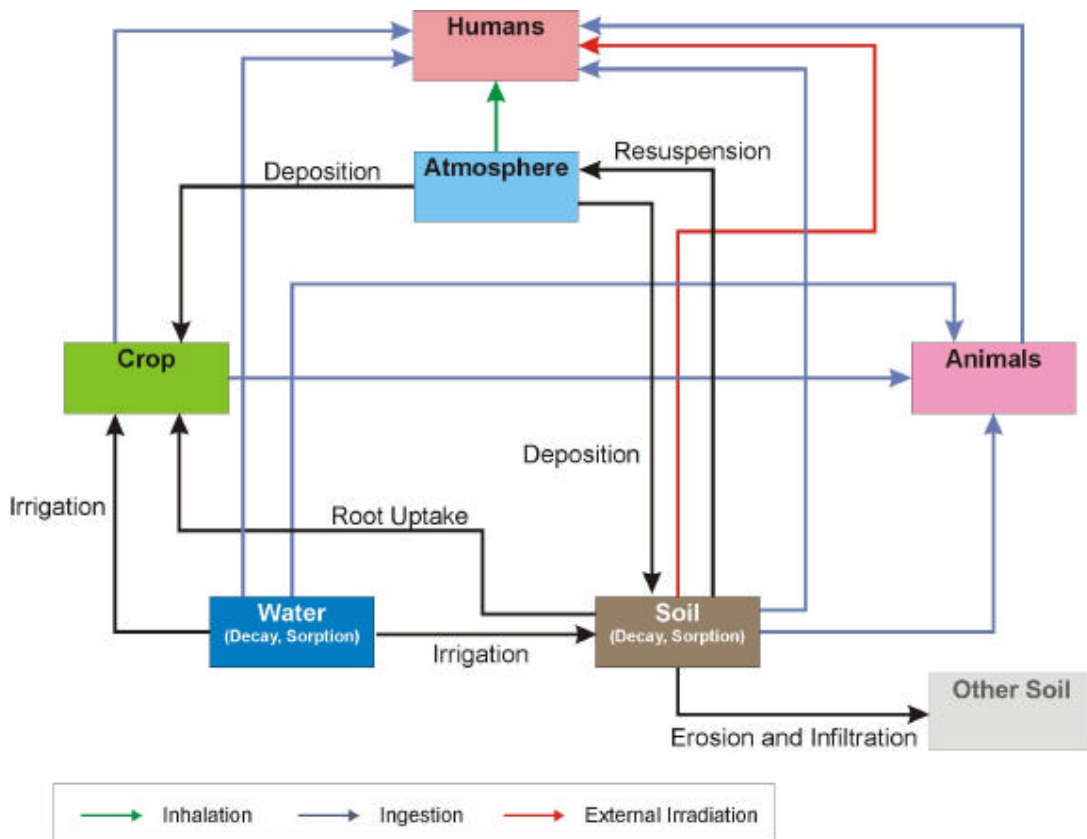 Humans
Atmosphere
Resuspension
Deposition
Crop
Animals
Deposition
Irrigation
Root Uptake
Water
(Decay, Sorption)
Soil
(Decay, Sorption)
Irrigation
Other Soil
Erosion and Infiltration
Inhalation
Ingestion
External Irradiation